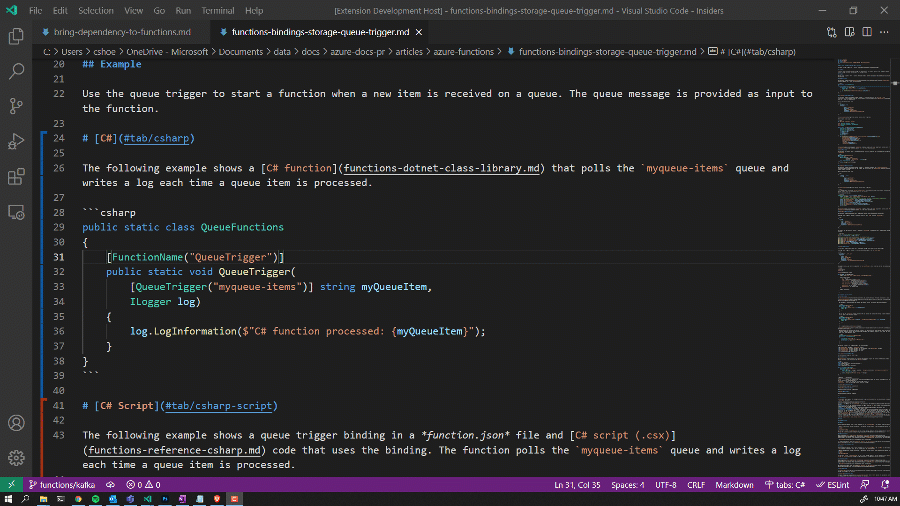 File Edit Selection View Go Run Terminal Help [Extension Development Host] - functions-bindings-storage-queue-trigger.md - Visual Studio Code - Insiders
bring-dependency-to-functions.md functions-bindings-storage-queue-trigger.md
C: > Users > cshoe > OneDrive - Microsoft > Documents > data > docs > azure-docs-pr > articles > azure-functions > functions-bindings-storage-queue-trigger.md > # [C#](#tab/csharp)
20 ## Example
21
22 Use the queue trigger to start a function when a new item is received on a queue. The queue message is provided as input to
the function.
23
24 # [C#](#tab/csharp)
25
26 The following example shows a [C# function](functions-dotnet-class-library.md) that polls the `myqueue-items` queue and
writes a log each time a queue item is processed.
27
28 ```csharp
29 public static class QueueFunctions
30 {
31 [FunctionName("QueueTrigger")]
32 public static void QueueTrigger(
33 [QueueTrigger("myqueue-items")] string myQueueItem,
34 ILogger log)
35 {
36 log.LogInformation($"C# function processed: {myQueueItem}");
37 }
38 }
39 ```
40
41 # [C# Script](#tab/csharp-script)
42
43 The following example shows a queue trigger binding in a *function.json* file and [C# script (.csx)]
(functions-reference-csharp.md) code that uses the binding. The function polls the `myqueue-items` queue and writes a log
each time a queue item is processed.
functions/kafka 0 0 Ln 31, Col 35 Spaces: 4 UTF-8 CRLF Markdown tabs: C# ESLint
10:47 AM